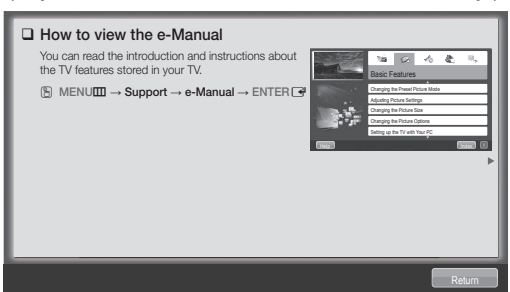 ❑ How to view the e-Manual
You can read the introduction and instructions about
the TV features stored in your TV.
MENU → Support → e-Manual → ENTER
Basic Features
Changing the Preset Picture Mode
Adjusting Picture Settings
Changing the Picture Size
Changing the Picture Options
Setting up the TV with Your PC
Help
Index
Return